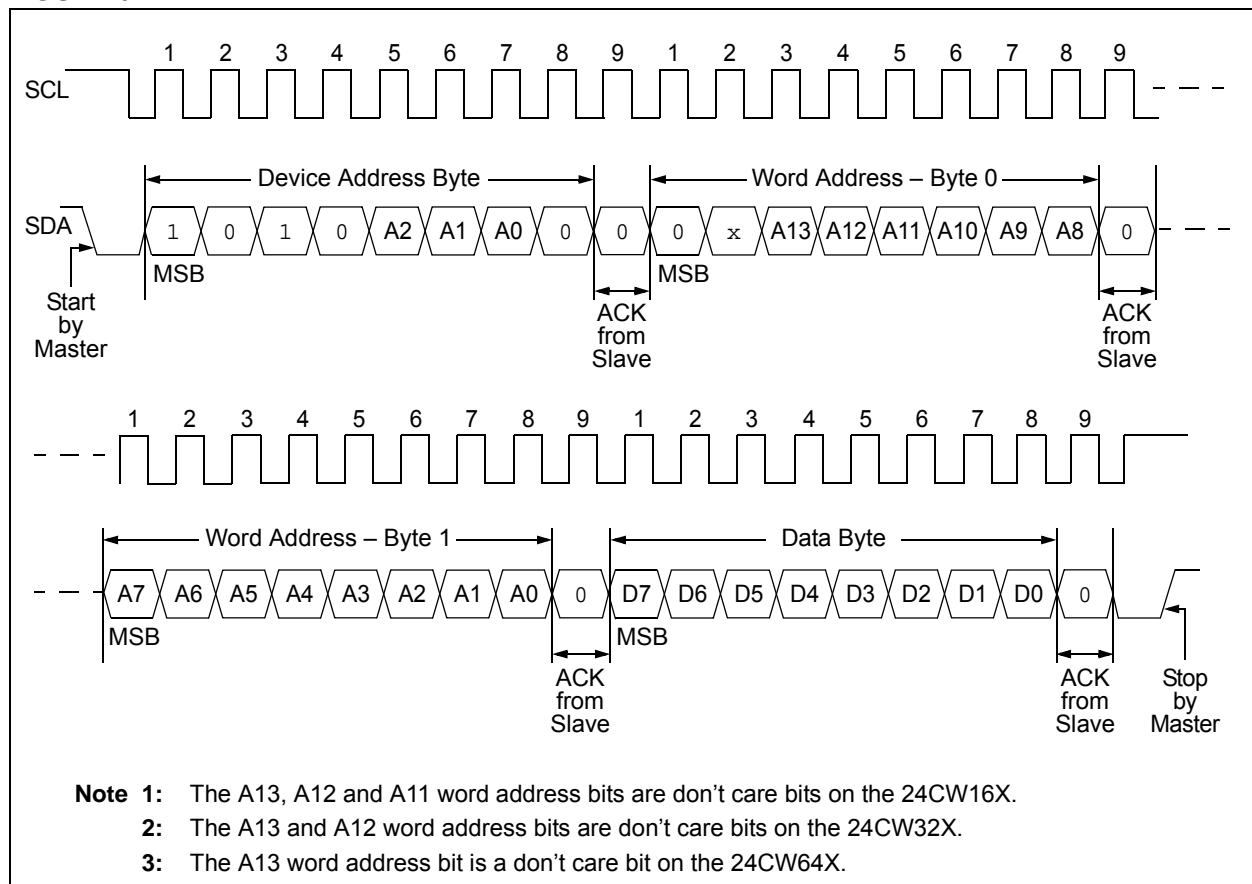 1 2 3 4 5 6 7 8 9 1 2 3 4 5 6 7 8 9
SCL
Device Address Byte Word Address – Byte 0
SDA 1 0 1 0 A2 A1 A0 0 0 0 x A13 A12 A11 A10 A9 A8 0
MSB MSB
Start
by
Master
ACK
from
Slave
ACK
from
Slave
1 2 3 4 5 6 7 8 9 1 2 3 4 5 6 7 8 9
Word Address – Byte 1 Data Byte
A7 A6 A5 A4 A3 A2 A1 A0 0 D7 D6 D5 D4 D3 D2 D1 D0 0
MSB MSB
ACK
from
Slave
ACK
from
Slave
Stop
by
Master
Note 1: The A13, A12 and A11 word address bits are don't care bits on the 24CW16X.
2: The A13 and A12 word address bits are don't care bits on the 24CW32X.
3: The A13 word address bit is a don't care bit on the 24CW64X.